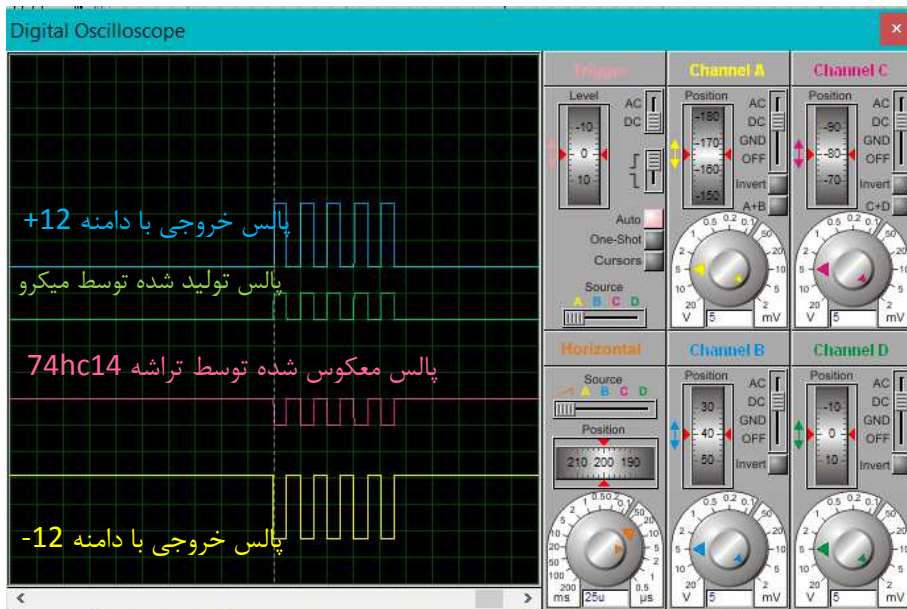 Digital Oscilloscope
پالس خروجی با دامنه 12+
پالس تولید شده توسط میکرو
پالس معکوس شده توسط تراشه 74hc14
پالس خروجی با دامنه 12-
Trigger
Level
AC
DC
-10
0
10
Auto
One-Shot
Cursors
Source
A B C D
Channel A
Position
AC
DC
GND
OFF
Invert
A+B
-180
-170
-160
-150
V 5 mV
Channel C
Position
AC
DC
GND
OFF
Invert
C+D
-90
-80
-70
V 5 mV
Horizontal
Source
A B C D
Position
210 200 190
ms 25u µs
Channel B
Position
AC
DC
GND
OFF
Invert
30
40
50
V 5 mV
Channel D
Position
AC
DC
GND
OFF
Invert
-10
0
10
V 5 mV